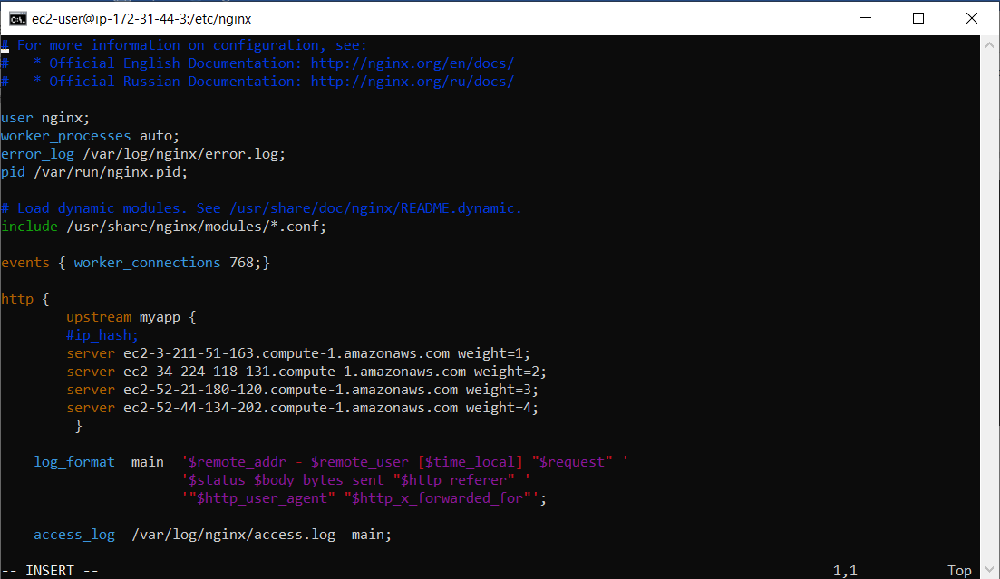 ec2-user@ip-172-31-44-3:/etc/nginx
# For more information on configuration, see:
#   * Official English Documentation: http://nginx.org/en/docs/
#   * Official Russian Documentation: http://nginx.org/ru/docs/

user nginx;
worker_processes auto;
error_log /var/log/nginx/error.log;
pid /var/run/nginx.pid;

# Load dynamic modules. See /usr/share/doc/nginx/README.dynamic.
include /usr/share/nginx/modules/*.conf;

events { worker_connections 768;}

http {
        upstream myapp {
        #ip_hash;
        server ec2-3-211-51-163.compute-1.amazonaws.com weight=1;
        server ec2-34-224-118-131.compute-1.amazonaws.com weight=2;
        server ec2-52-21-180-120.compute-1.amazonaws.com weight=3;
        server ec2-52-44-134-202.compute-1.amazonaws.com weight=4;
         }

    log_format  main  '$remote_addr - $remote_user [$time_local] "$request" '
                      '$status $body_bytes_sent "$http_referer" '
                      '"$http_user_agent" "$http_x_forwarded_for"';

    access_log  /var/log/nginx/access.log  main;

-- INSERT -- 1,1 Top